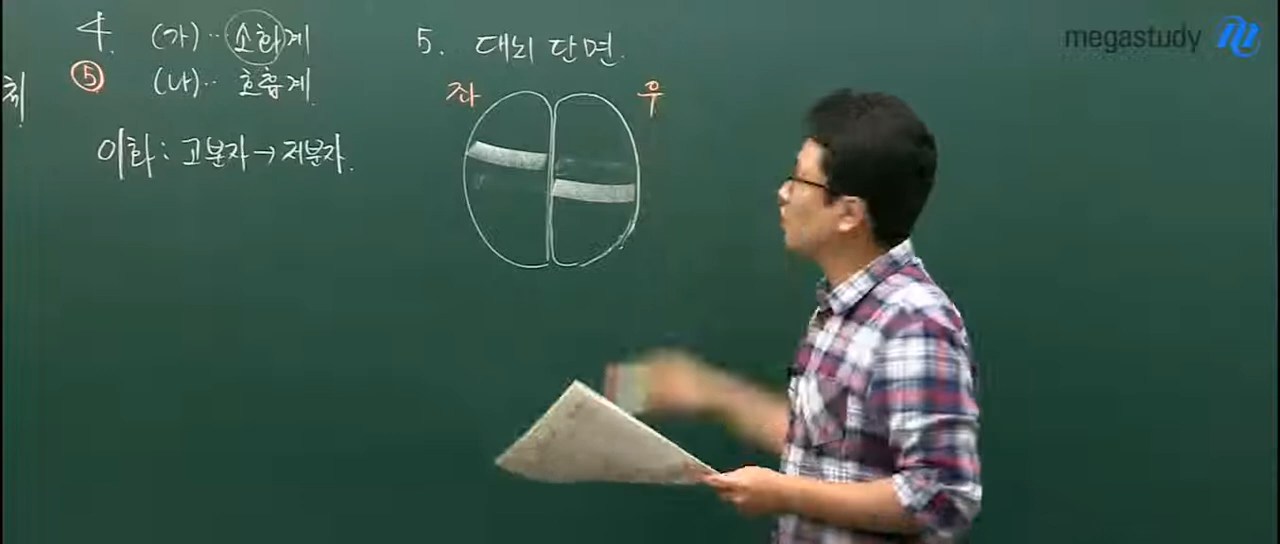 4. (가)‥ 소화계
⑤ (나)‥ 호흡계
이화 : 고분자 → 저분자.
5. 대뇌 단면.
좌 우
megastudy